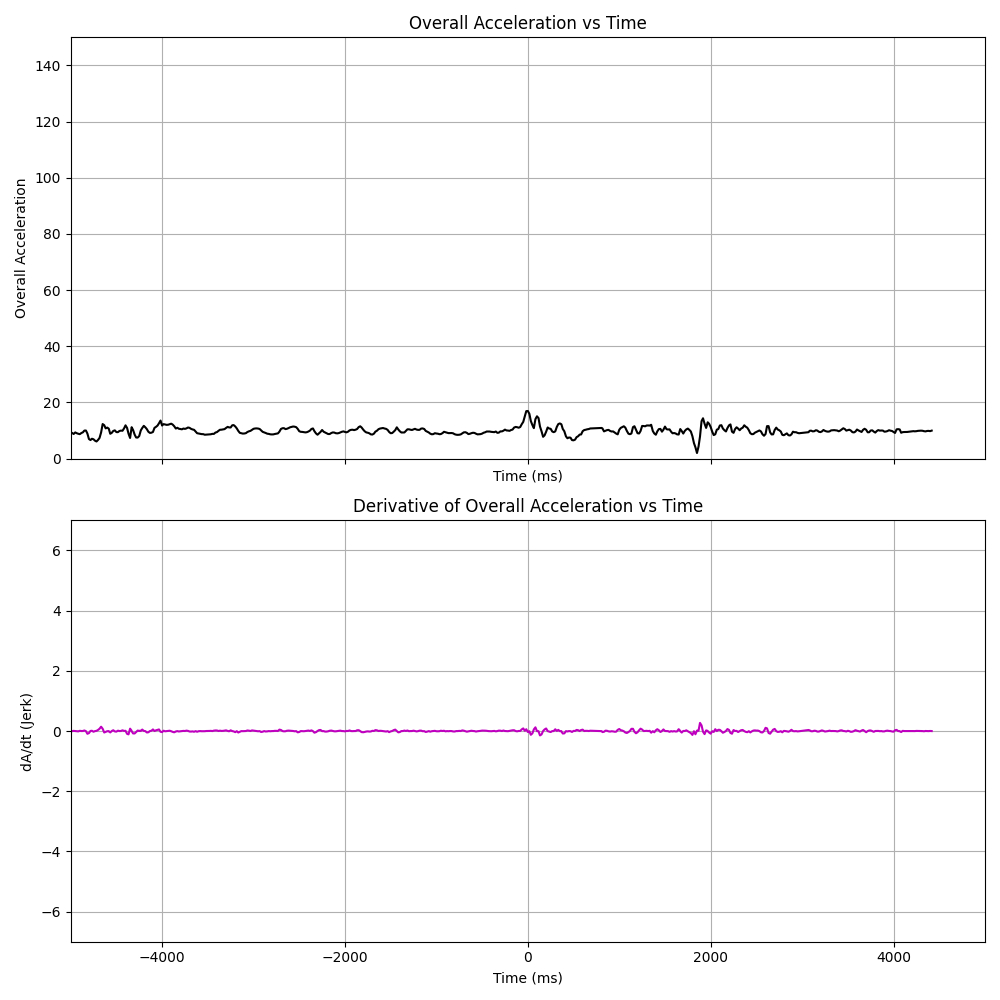 Overall Acceleration vs Time
140
120
100
80
60
40
20
0
Overall Acceleration
Time (ms)
Derivative of Overall Acceleration vs Time
6
4
2
0
−2
−4
−6
dA/dt (Jerk)
−4000 −2000 0 2000 4000
Time (ms)